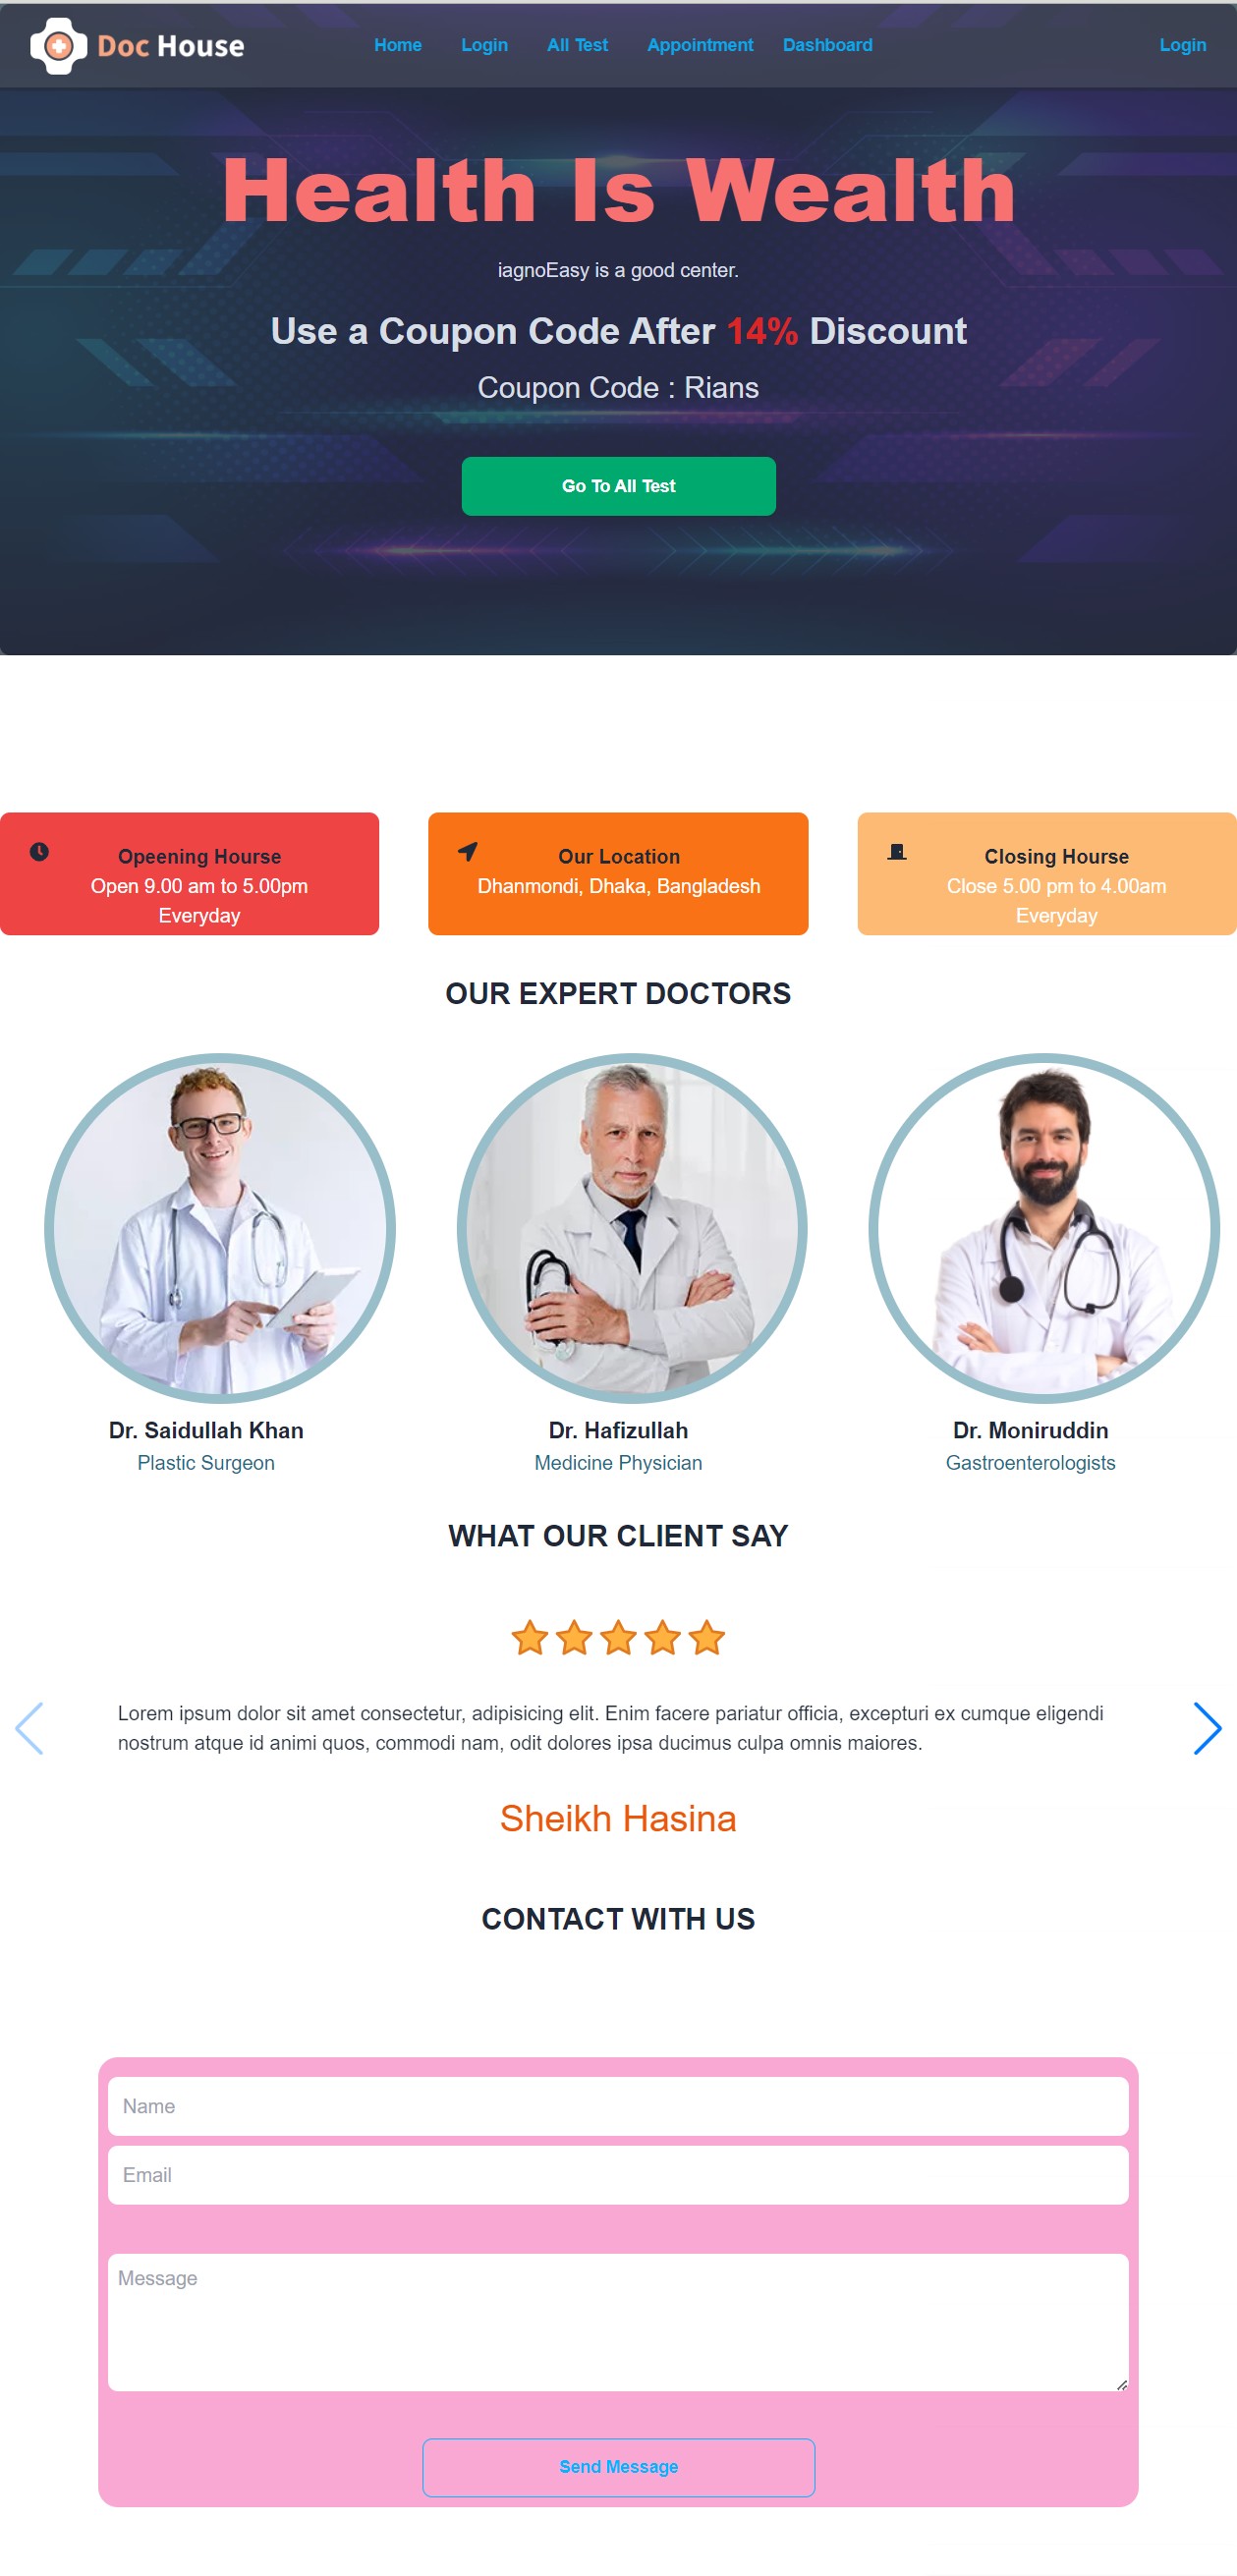 Doc House
Home Login All Test Appointment Dashboard Login
Health Is Wealth
iagnoEasy is a good center.
Use a Coupon Code After 14% Discount
Coupon Code : Rians
Go To All Test
Opeening Hourse
Open 9.00 am to 5.00pm
Everyday
Our Location
Dhanmondi, Dhaka, Bangladesh
Closing Hourse
Close 5.00 pm to 4.00am
Everyday
OUR EXPERT DOCTORS
Dr. Saidullah Khan
Plastic Surgeon
Dr. Hafizullah
Medicine Physician
Dr. Moniruddin
Gastroenterologists
WHAT OUR CLIENT SAY
Lorem ipsum dolor sit amet consectetur, adipisicing elit. Enim facere pariatur officia, excepturi ex cumque eligendi
nostrum atque id animi quos, commodi nam, odit dolores ipsa ducimus culpa omnis maiores.
Sheikh Hasina
CONTACT WITH US
Name
Email
Message
Send Message